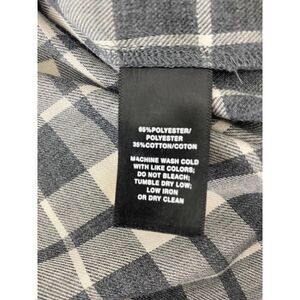 65%POLYESTER/
POLYESTER
35%COTTON/COTTON
MACHINE WASH COLD
WITH LIKE COLORS;
DO NOT BLEACH;
TUMBLE DRY LOW;
LOW IRON
OR DRY CLEAN